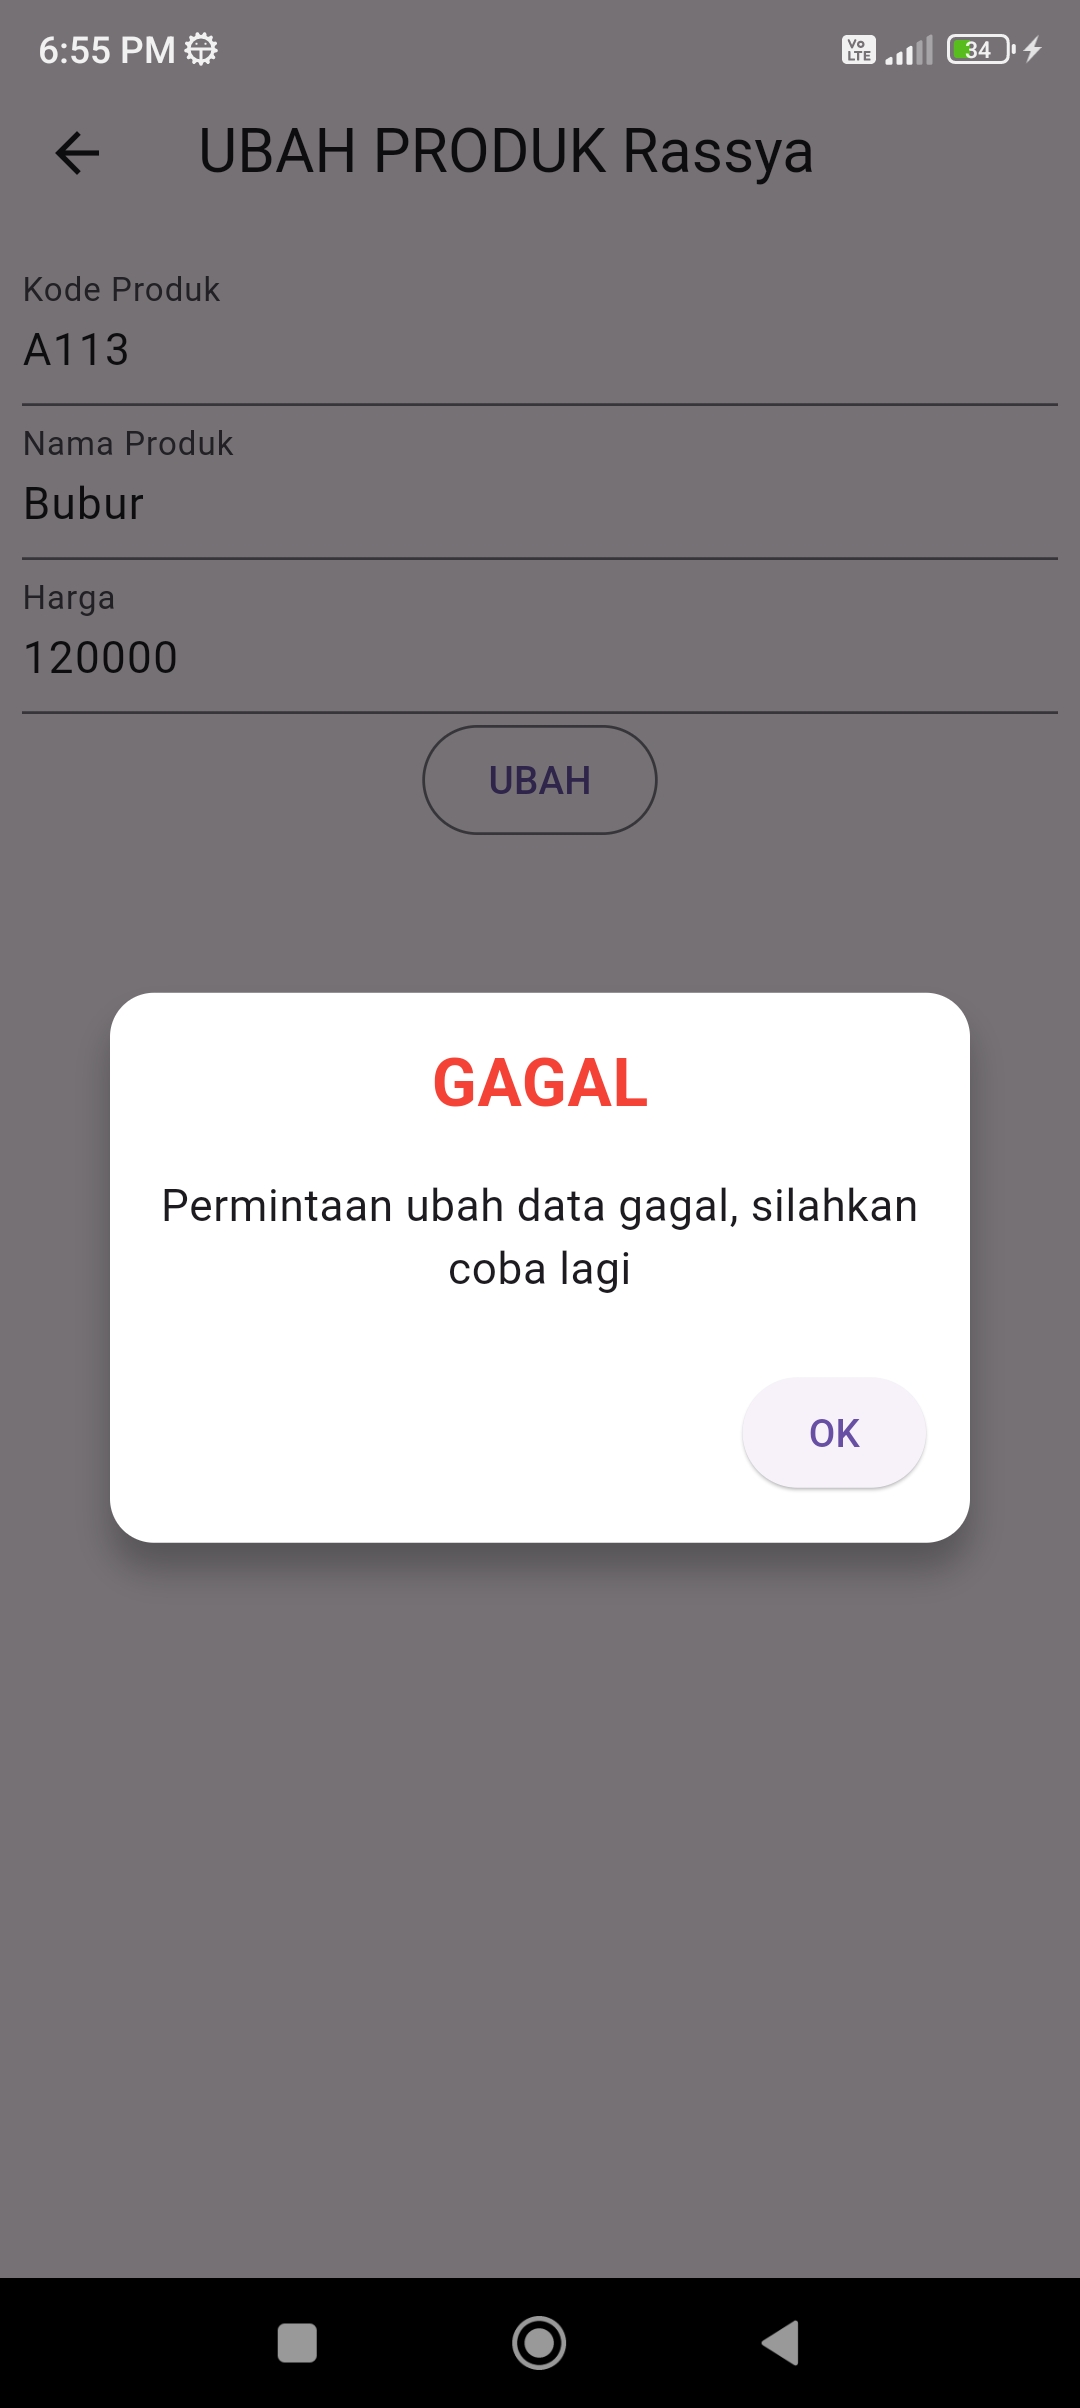 6:55 PM
Vo
LTE
34
UBAH PRODUK Rassya
Kode Produk
A113
Nama Produk
Bubur
Harga
120000
UBAH
GAGAL
Permintaan ubah data gagal, silahkan
coba lagi
OK